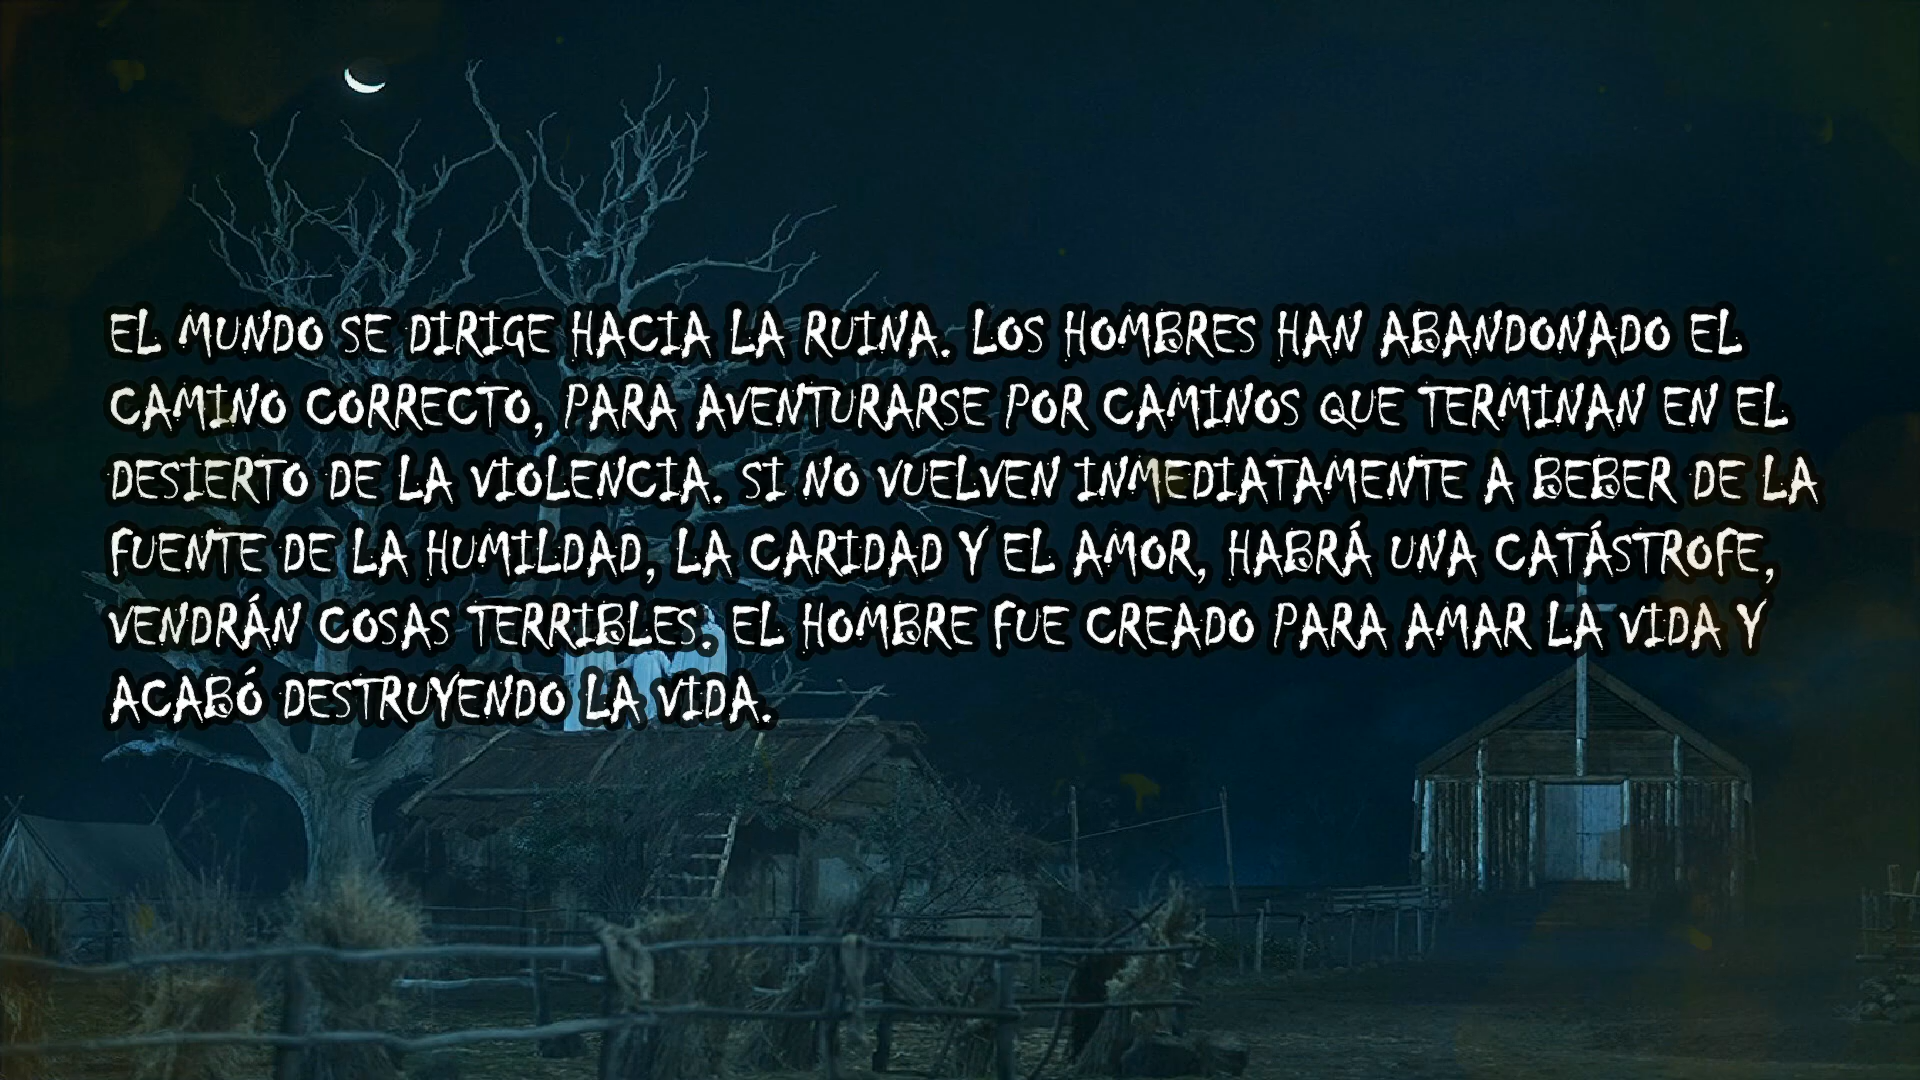 EL MUNDO SE DIRIGE HACIA LA RUINA. LOS HOMBRES HAN ABANDONADO EL
CAMINO CORRECTO, PARA AVENTURARSE POR CAMINOS QUE TERMINAN EN EL
DESIERTO DE LA VIOLENCIA. SI NO VUELVEN INMEDIATAMENTE A BEBER DE LA
FUENTE DE LA HUMILDAD, LA CARIDAD Y EL AMOR, HABRÁ UNA CATÁSTROFE,
VENDRÁN COSAS TERRIBLES. EL HOMBRE FUE CREADO PARA AMAR LA VIDA Y
ACABÓ DESTRUYENDO LA VIDA.